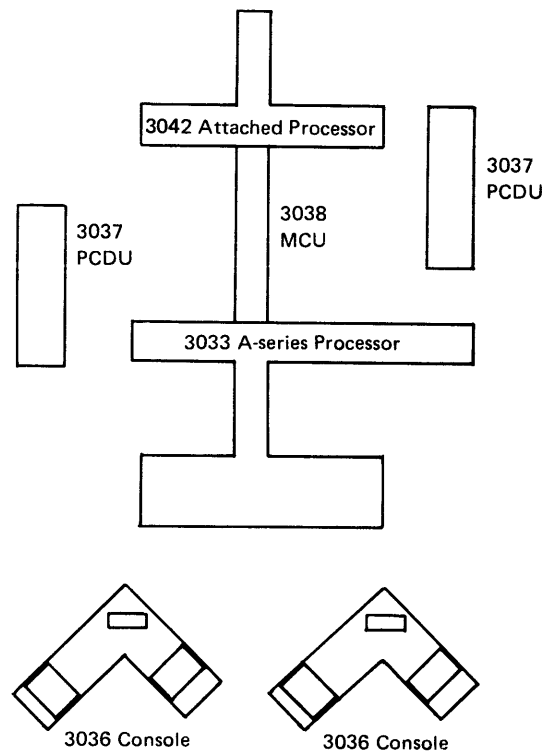 3042 Attached Processor
3037
PCDU
3038
MCU
3037
PCDU
3033 A-series Processor
3036 Console
3036 Console